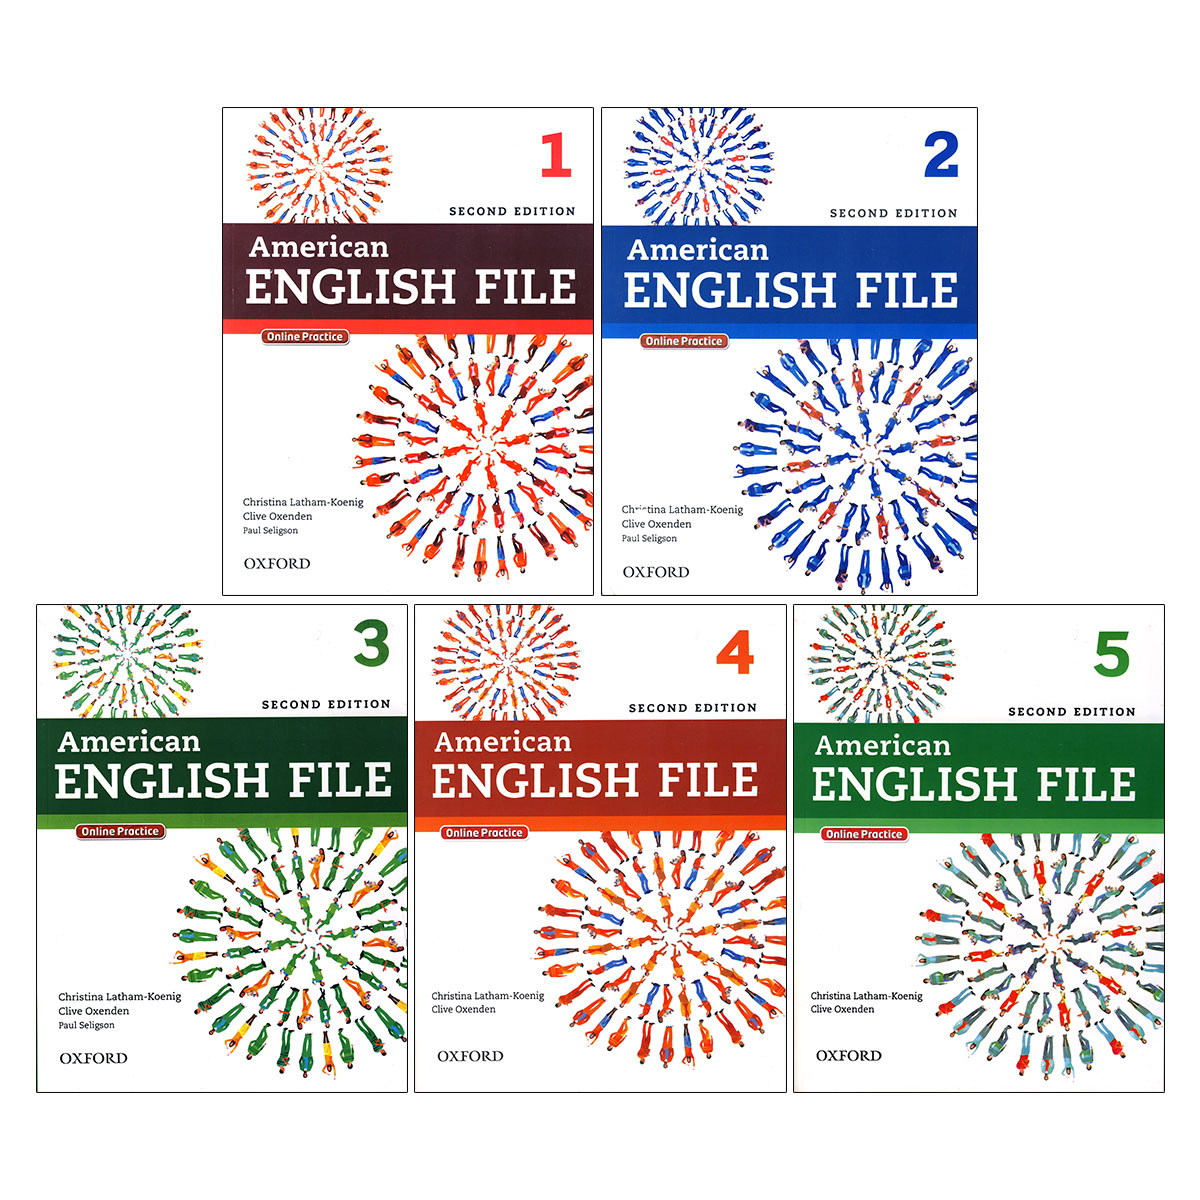 1
SECOND EDITION
American
ENGLISH FILE
Online Practice
Christina Latham-Koenig
Clive Oxenden
Paul Seligson
OXFORD
2
SECOND EDITION
American
ENGLISH FILE
Online Practice
Christina Latham-Koenig
Clive Oxenden
Paul Seligson
OXFORD
3
SECOND EDITION
American
ENGLISH FILE
Online Practice
Christina Latham-Koenig
Clive Oxenden
Paul Seligson
OXFORD
4
SECOND EDITION
American
ENGLISH FILE
Online Practice
Christina Latham-Koenig
Clive Oxenden
OXFORD
5
SECOND EDITION
American
ENGLISH FILE
Online Practice
Christina Latham-Koenig
Clive Oxenden
OXFORD